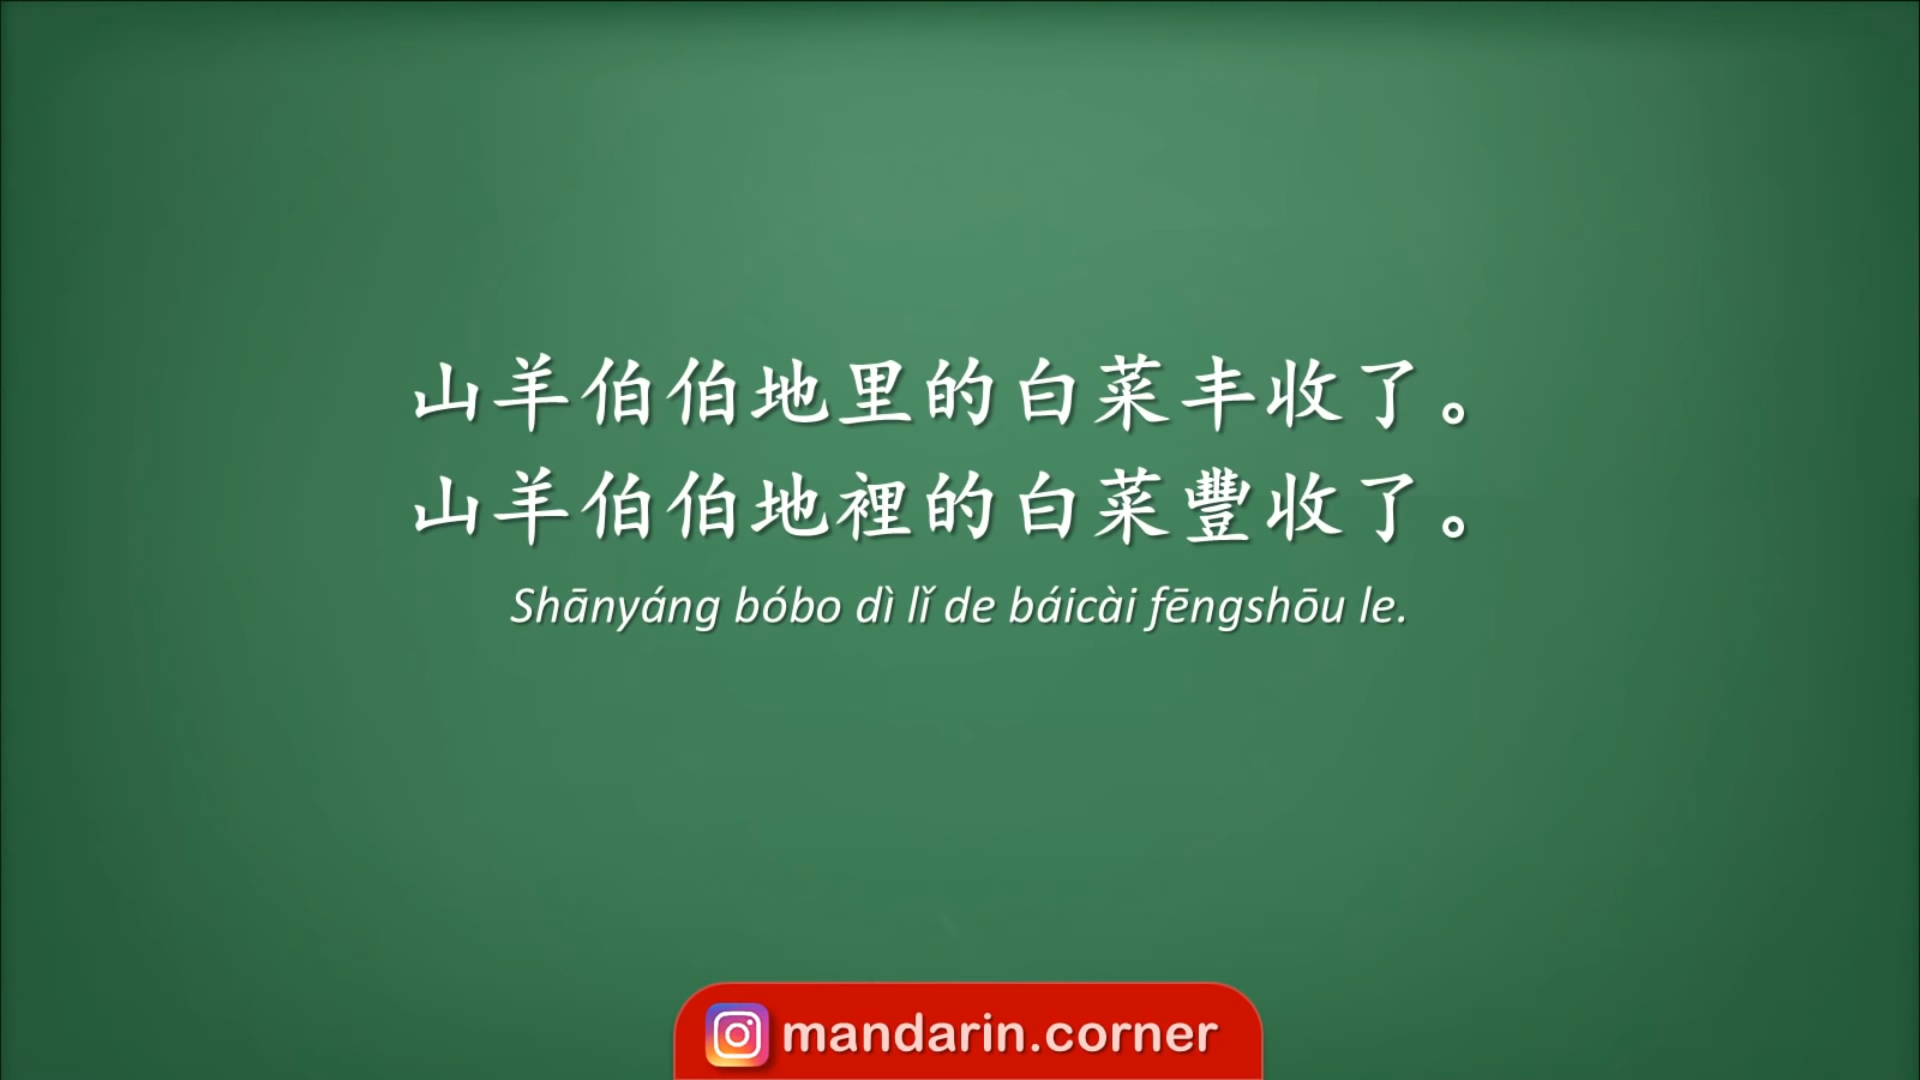 山羊伯伯地里的白菜丰收了。
山羊伯伯地裡的白菜豐收了。
Shānyáng bóbo dì lǐ de báicài fēngshōu le.
mandarin.corner